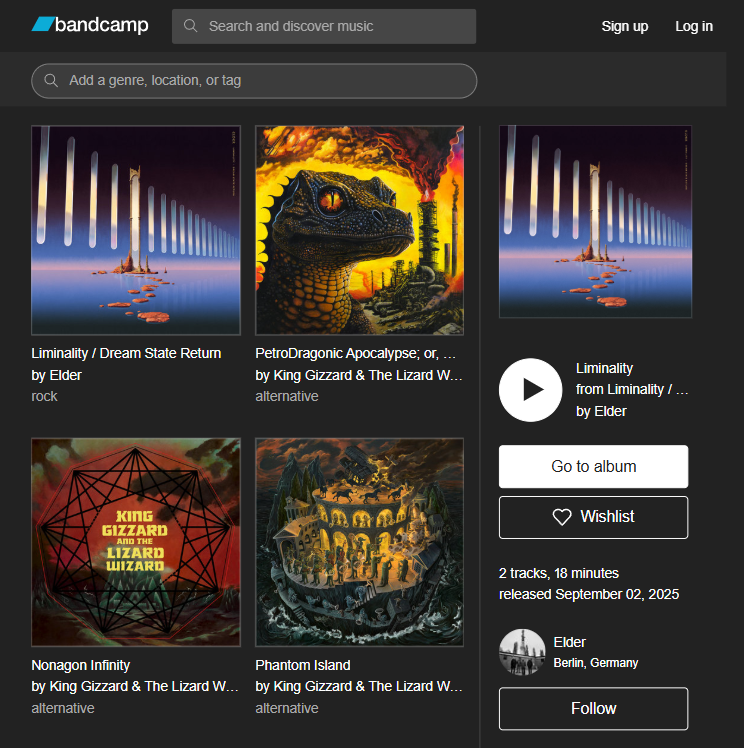 bandcamp
Search and discover music
Sign up
Log in
Add a genre, location, or tag
Liminality / Dream State Return
by Elder
rock
PetroDragonic Apocalypse; or, …
by King Gizzard & The Lizard W…
alternative
KING
GIZZARD
AND THE
LIZARD
WIZARD
Nonagon Infinity
by King Gizzard & The Lizard W…
alternative
Phantom Island
by King Gizzard & The Lizard W…
alternative
Liminality
from Liminality / …
by Elder
Go to album
Wishlist
2 tracks, 18 minutes
released September 02, 2025
Elder
Berlin, Germany
Follow